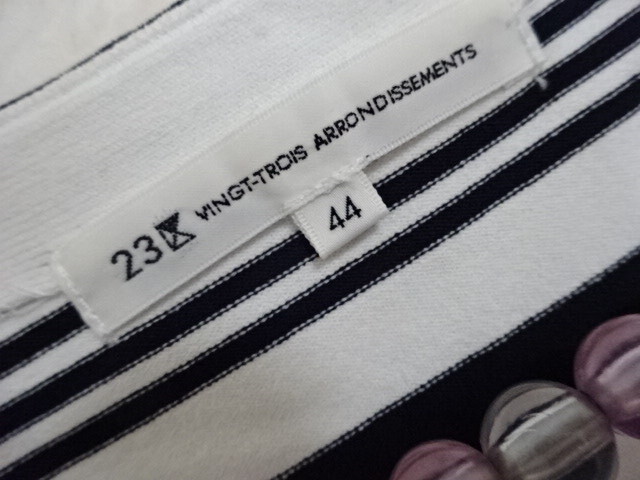 23 VINGT-TROIS ARRONDISSEMENTS
44